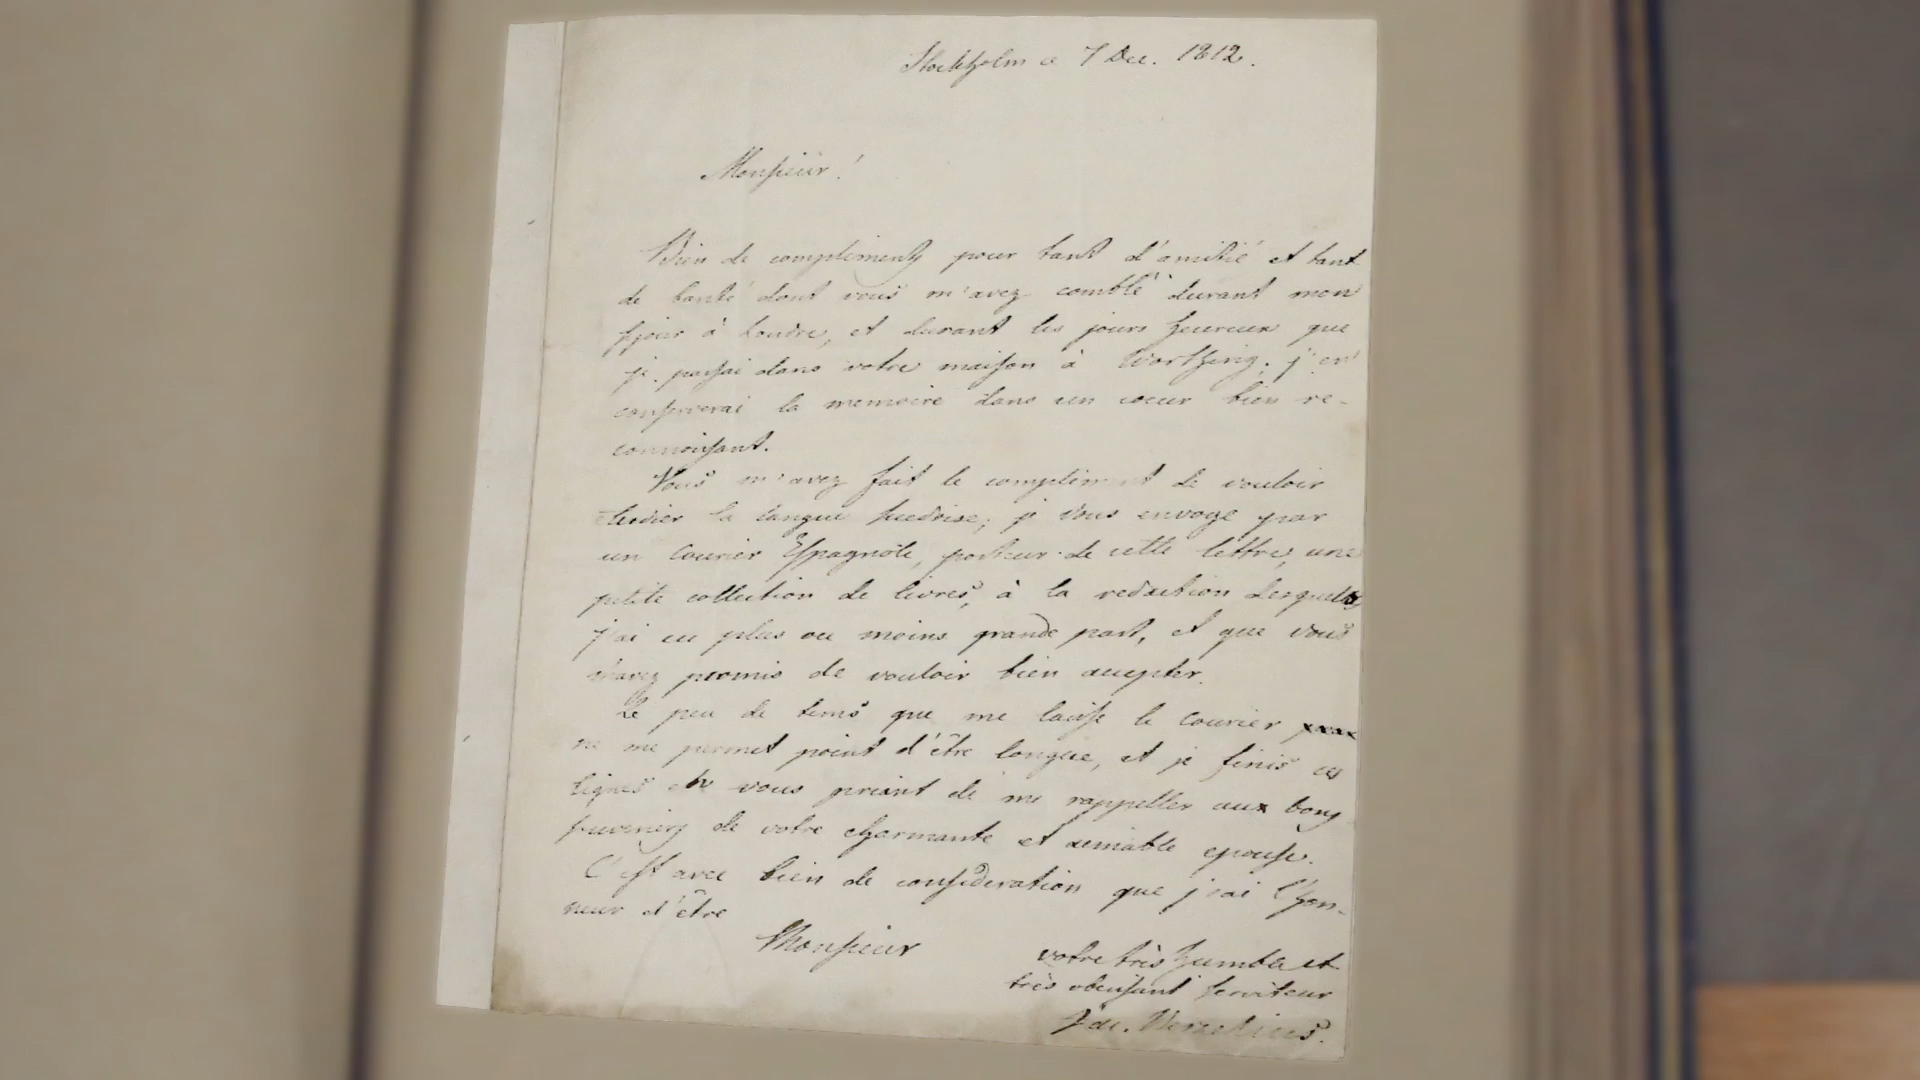 Stockholm ce 7 Dec. 1812.
Monsieur!
Bien de compliments pour tant d'amitié et tant
de bonté dont vous m'avez comblé durant mon
sjour à Londre, et durant les jours heureux que
je passai dans votre maison à Worthing. j'en
conserverai la memoire dans un coeur bien re-
connoissant.
Vous m'avez fait le compliment de vouloir
etudier la langue suedoise; je vous envoye par
un Courier Espagnole, porteur de cette lettre, une
petite collection de livres, à la redaction desquels
j'ai eu plus ou moins grande part, et que vous
m'avez promis de vouloir bien accepter.
Le peu de tems que me laisse le Courier
ne me permet point d'être longue, et je finis ces
lignes en vous priant de me rappeller aux bons
suvenirs de votre charmante et aimable epouse.
C'est avec bien de consideration que j'ai l'hon-
neur d'être
Monsieur
votre très humble et
très obeissant serviteur
Jac. Berzelius.